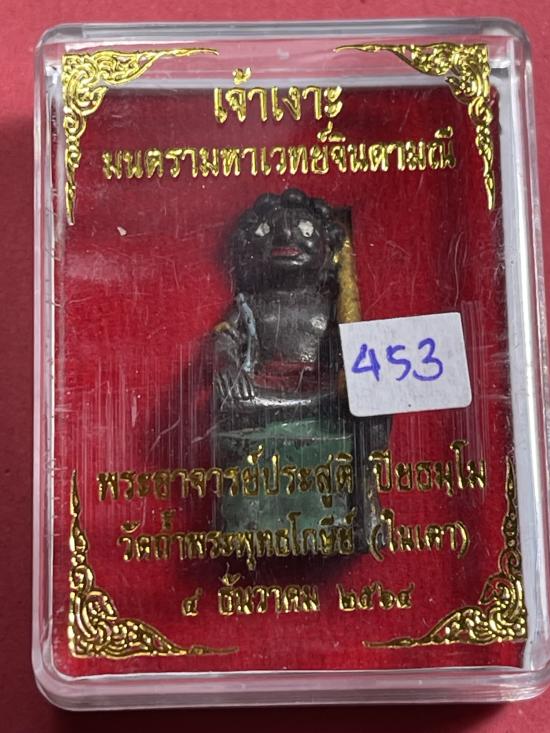 เจ้าเงาะ
มนตรามหาเวทย์จินดามณี
453
พระอาจารย์ประสูติ ปิยธมฺโม
วัดถ้ำพระพุทธโกษีย์ (ในเตา)
๔ ธันวาคม ๒๕๖๔